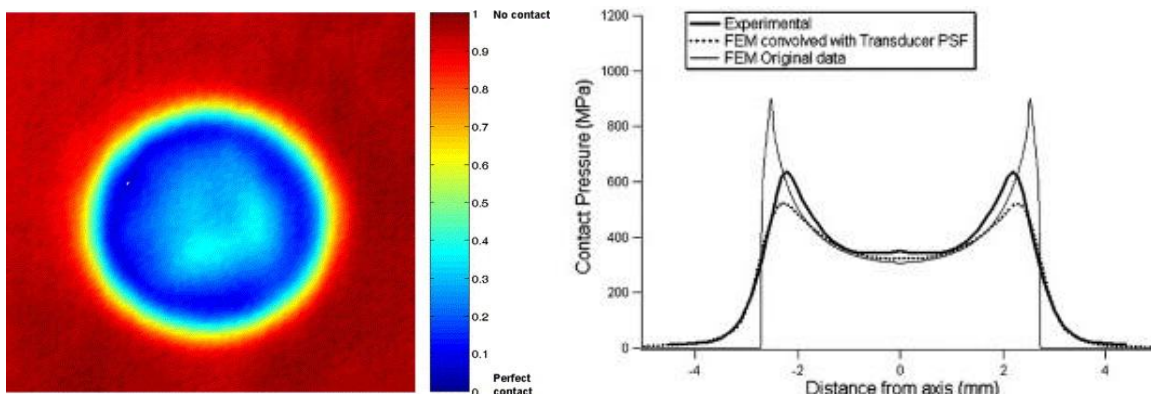 1 No contact
0.9
0.8
0.7
0.6
0.5
0.4
0.3
0.2
0.1
0 Perfect
contact
1200
1000
800
600
400
200
0
Contact Pressure (MPa)
Experimental
FEM convolved with Transducer PSF
FEM Original data
-4 -2 0 2 4
Distance from axis (mm)